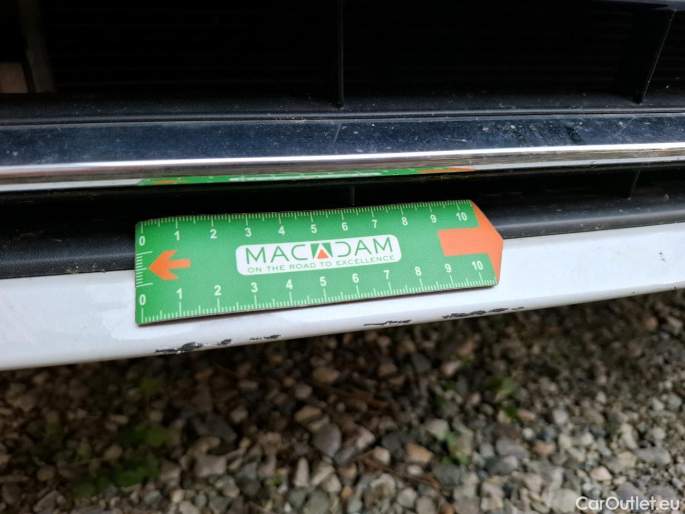 0 1 2 3 4 5 6 7 8 9 10
MACADAM
ON THE ROAD TO EXCELLENCE
0 1 2 3 4 5 6 7 8 9 10
CarOutlet.eu